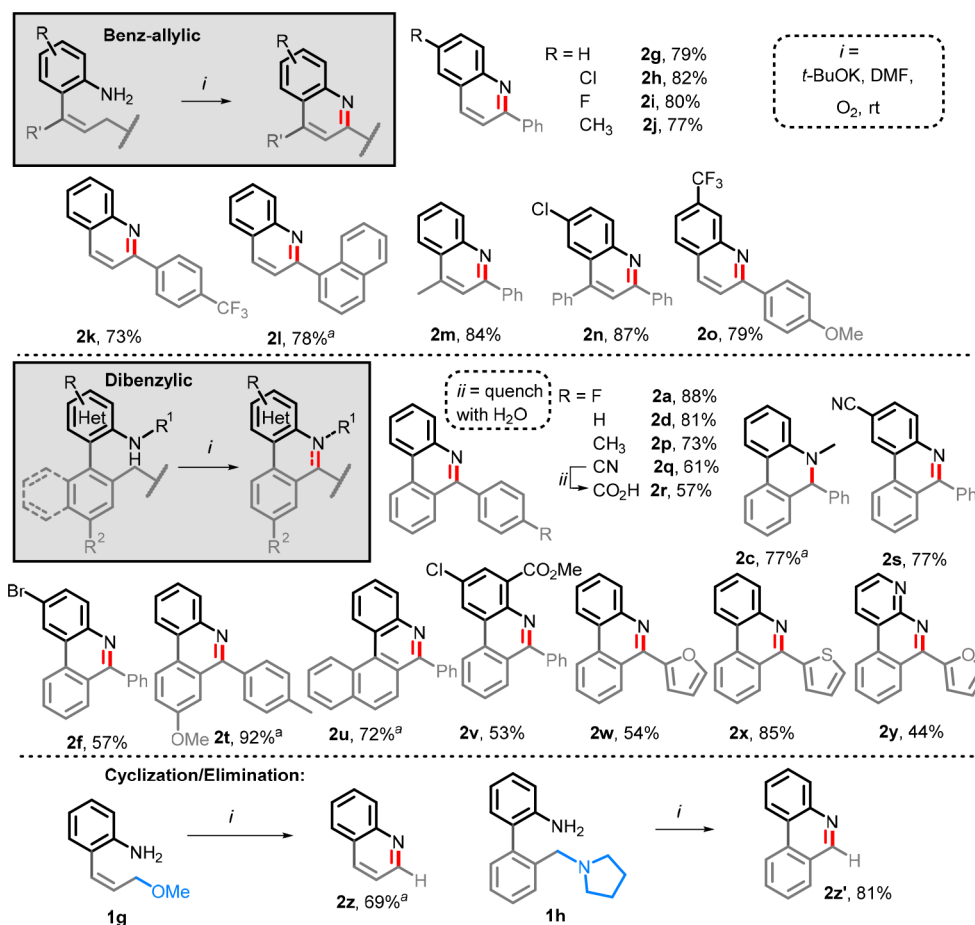 Benz-allylic
R
NH2
R'
i
R
N
R'
R
N
Ph
R = H 2g, 79%
Cl 2h, 82%
F 2i, 80%
CH3 2j, 77%
i =
t-BuOK, DMF,
O2, rt
N
CF3
2k, 73%
N
2l, 78%a
N
Ph
2m, 84%
Cl
N
Ph
Ph
2n, 87%
CF3
N
OMe
2o, 79%
Dibenzylic
R
Het
N
H
R1
R2
i
R
Het
N
R1
R2
ii = quench
with H2O
N
R
R = F 2a, 88%
H 2d, 81%
CH3 2p, 73%
CN 2q, 61%
ii
CO2H 2r, 57%
N
Ph
2c, 77%a
NC
N
Ph
2s, 77%
Br
N
Ph
2f, 57%
N
OMe
2t, 92%a
N
Ph
2u, 72%a
Cl
CO2Me
N
Ph
2v, 53%
N
O
2w, 54%
N
S
2x, 85%
N
N
O
2y, 44%
Cyclization/Elimination:
NH2
OMe
1g
i
N
H
2z, 69%a
NH2
N
1h
i
N
H
2z', 81%